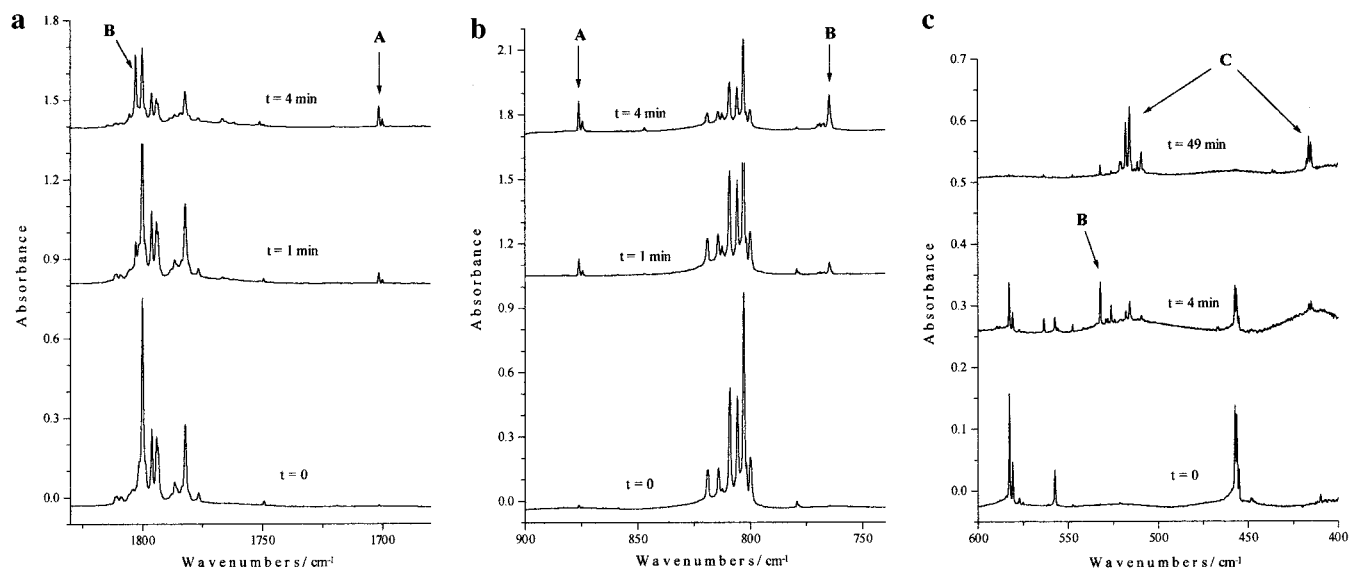 a
1.8
B
A
t = 4 min
1.5
1.2
t = 1 min
0.9
0.6
0.3
t = 0
0.0
1800 1750 1700
Wavenumbers/cm-1
Absorbance
b
2.1
A
B
t = 4 min
1.8
1.5
t = 1 min
1.2
0.9
0.6
t = 0
0.3
0.0
900 850 800 750
Wavenumbers/cm-1
Absorbance
c
0.7
C
0.6
t = 49 min
0.5
B
0.4
t = 4 min
0.3
0.2
0.1
t = 0
0.0
600 550 500 450 400
Wavenumbers/cm-1
Absorbance